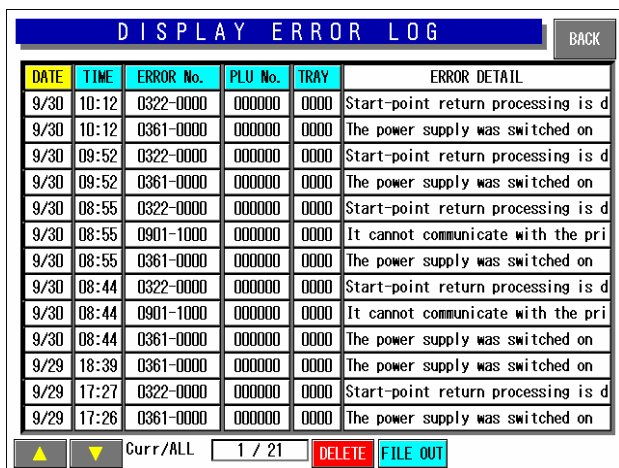 DISPLAY ERROR LOG
BACK
DATE TIME ERROR No. PLU No. TRAY ERROR DETAIL
9/30 10:12 0322-0000 000000 0000 Start-point return processing is d
9/30 10:12 0361-0000 000000 0000 The power supply was switched on
9/30 09:52 0322-0000 000000 0000 Start-point return processing is d
9/30 09:52 0361-0000 000000 0000 The power supply was switched on
9/30 08:55 0322-0000 000000 0000 Start-point return processing is d
9/30 08:55 0901-1000 000000 0000 It cannot communicate with the pri
9/30 08:55 0361-0000 000000 0000 The power supply was switched on
9/30 08:44 0322-0000 000000 0000 Start-point return processing is d
9/30 08:44 0901-1000 000000 0000 It cannot communicate with the pri
9/30 08:44 0361-0000 000000 0000 The power supply was switched on
9/29 18:39 0361-0000 000000 0000 The power supply was switched on
9/29 17:27 0322-0000 000000 0000 Start-point return processing is d
9/29 17:26 0361-0000 000000 0000 The power supply was switched on
Curr/ALL 1 / 21 DELETE FILE OUT